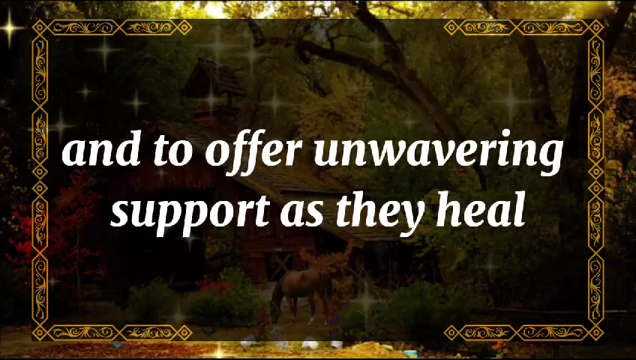 and to offer unwavering
support as they heal